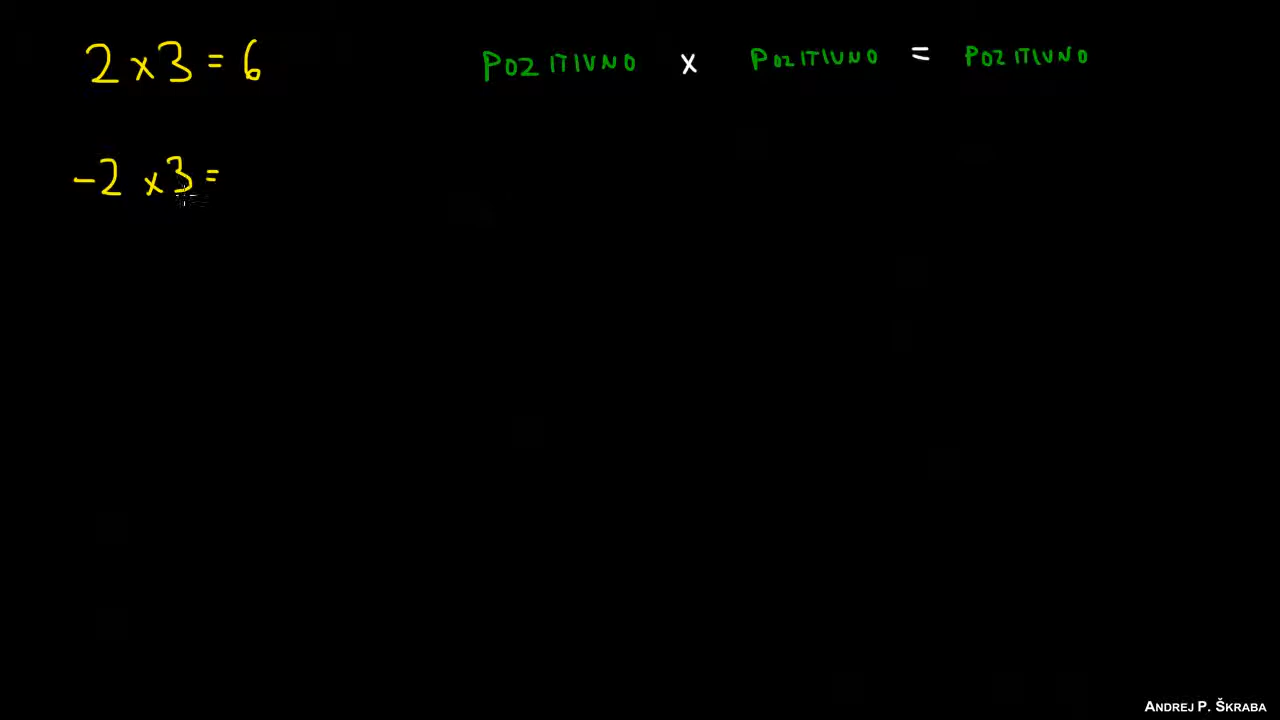 2 x 3 = 6 POZITIVNO x POZITIVNO = POZITIVNO
-2 x 3 =
ANDREJ P. ŠKRABA